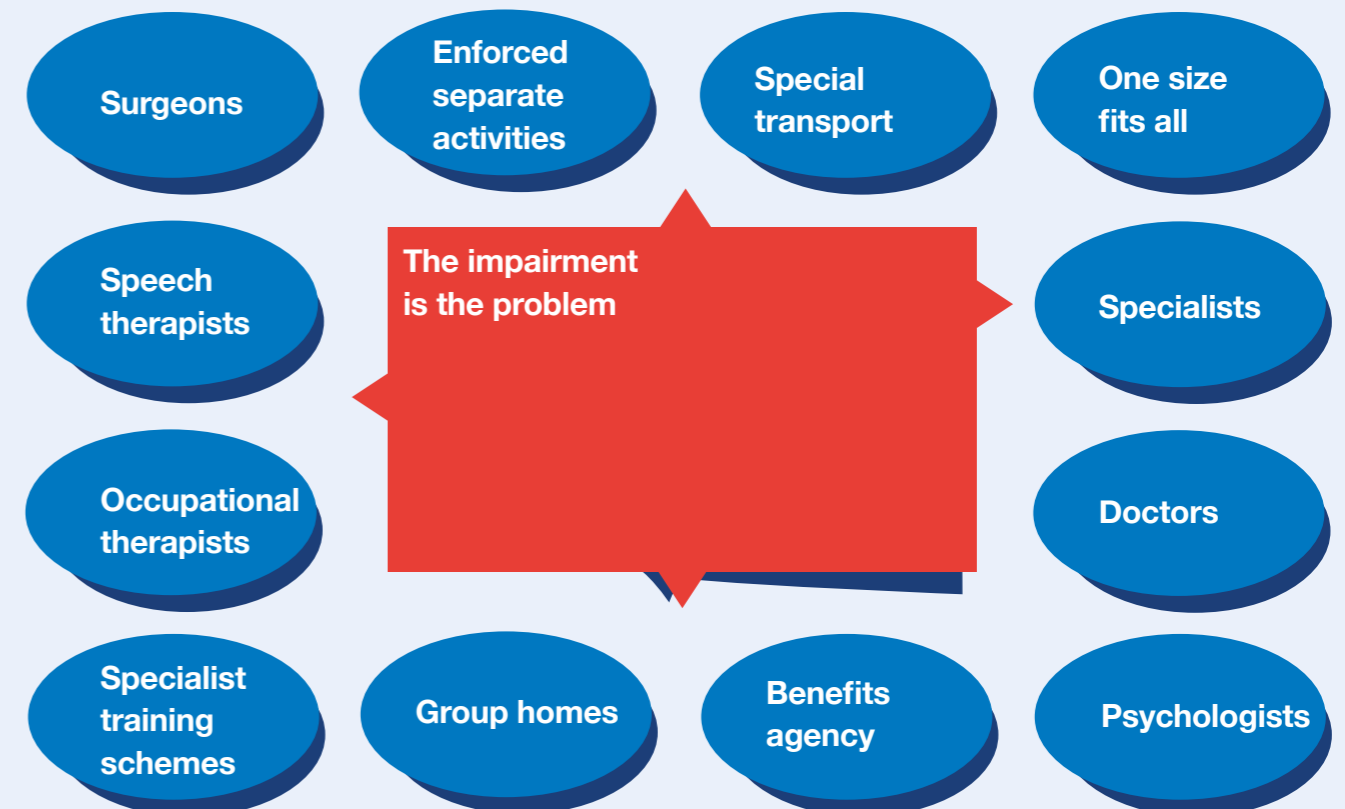 Surgeons
Enforced
separate
activities
Special
transport
One size
fits all
Speech
therapists
The impairment
is the problem
Specialists
Occupational
therapists
Doctors
Specialist
training
schemes
Group homes
Benefits
agency
Psychologists